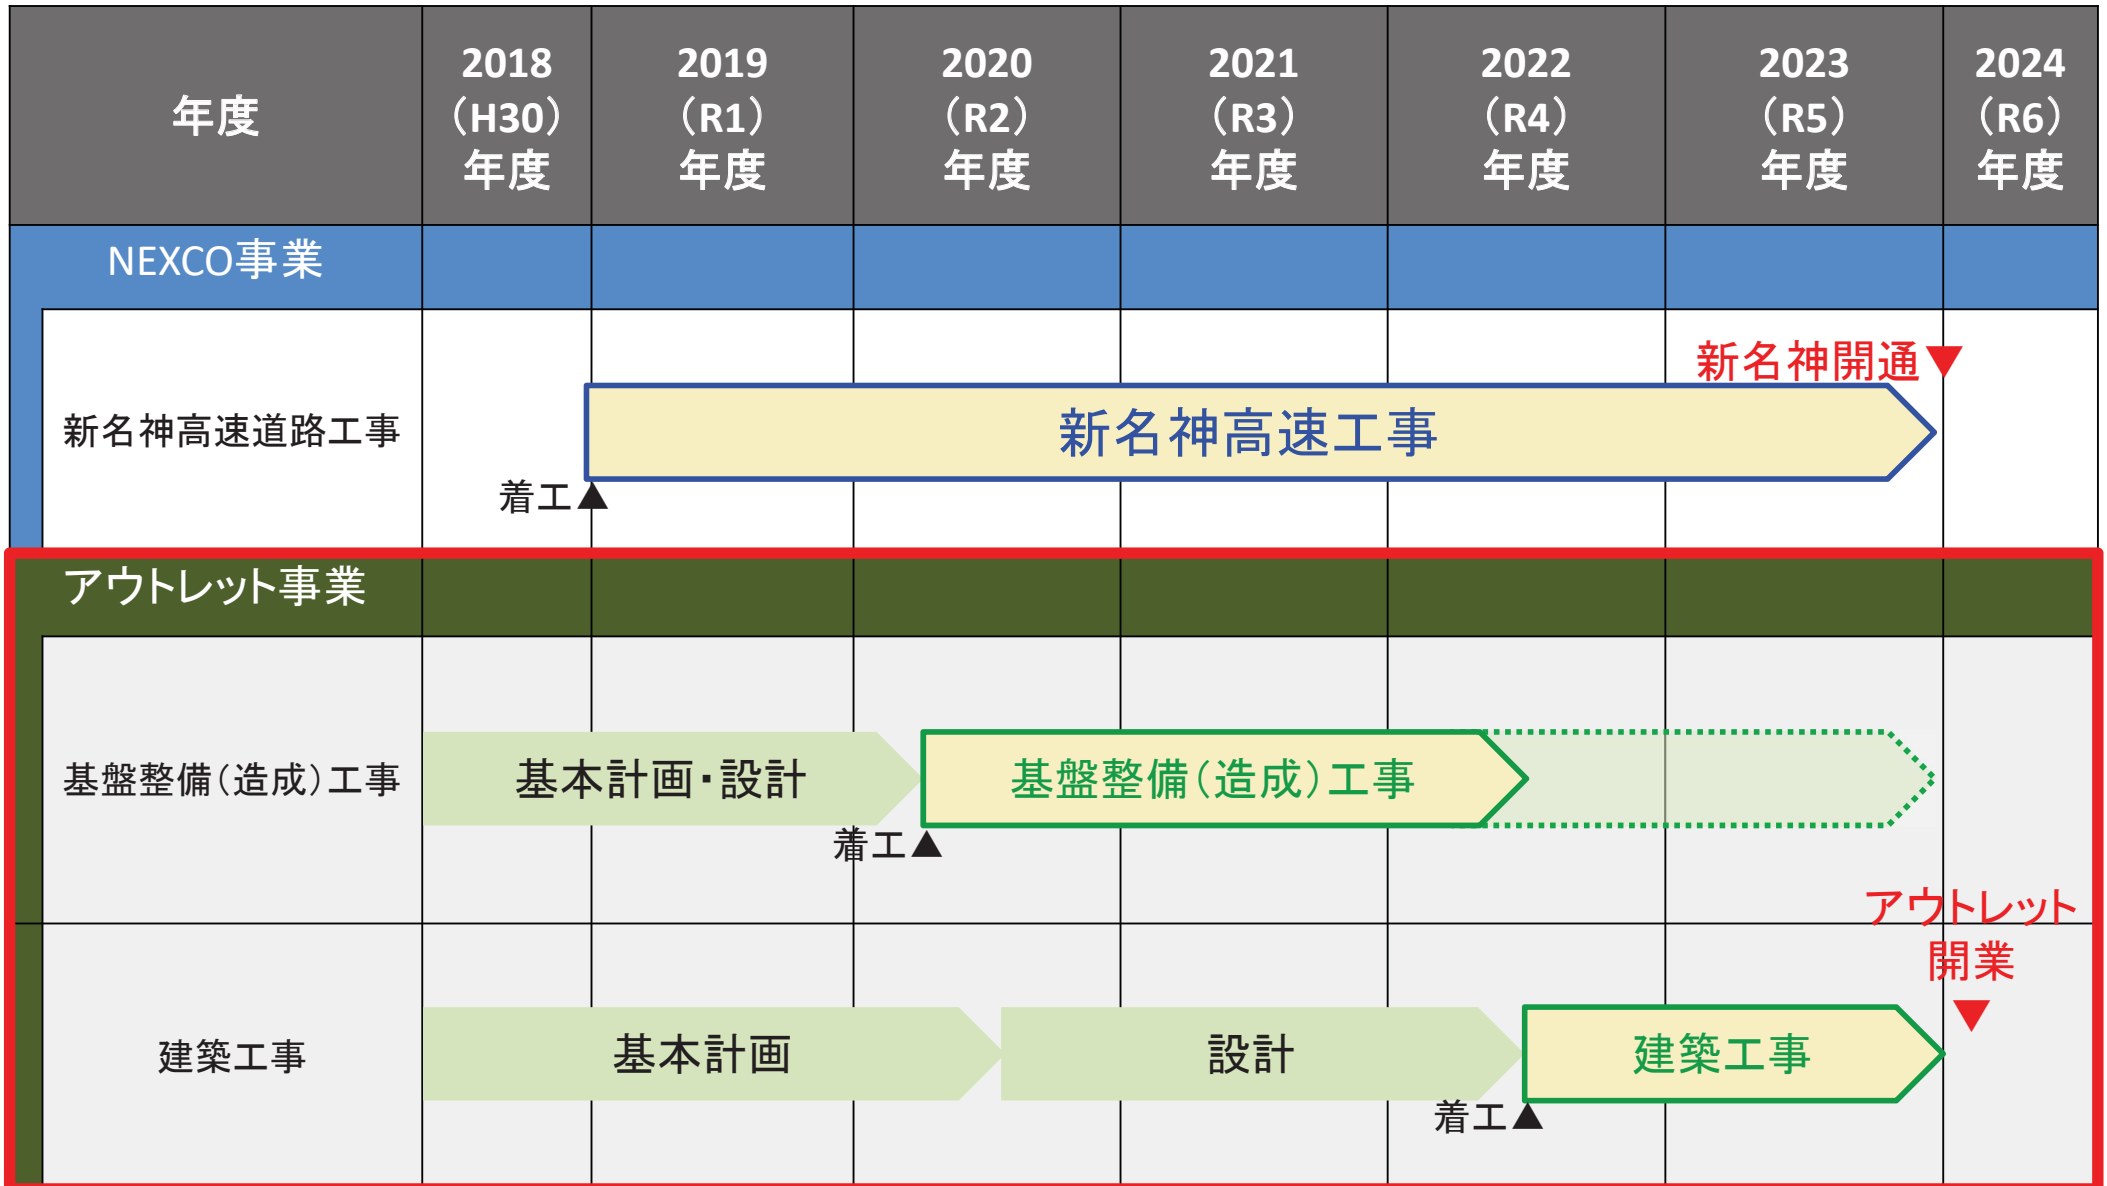 年度
2018
（H30）
年度
2019
（R1）
年度
2020
（R2）
年度
2021
（R3）
年度
2022
（R4）
年度
2023
（R5）
年度
2024
（R6）
年度
NEXCO事業
新名神高速道路工事
新名神開通▼
新名神高速工事
着工▲
アウトレット事業
基盤整備（造成）工事
基本計画・設計
基盤整備（造成）工事
着工▲
アウトレット
開業
▼
建築工事
基本計画
設計
建築工事
着工▲